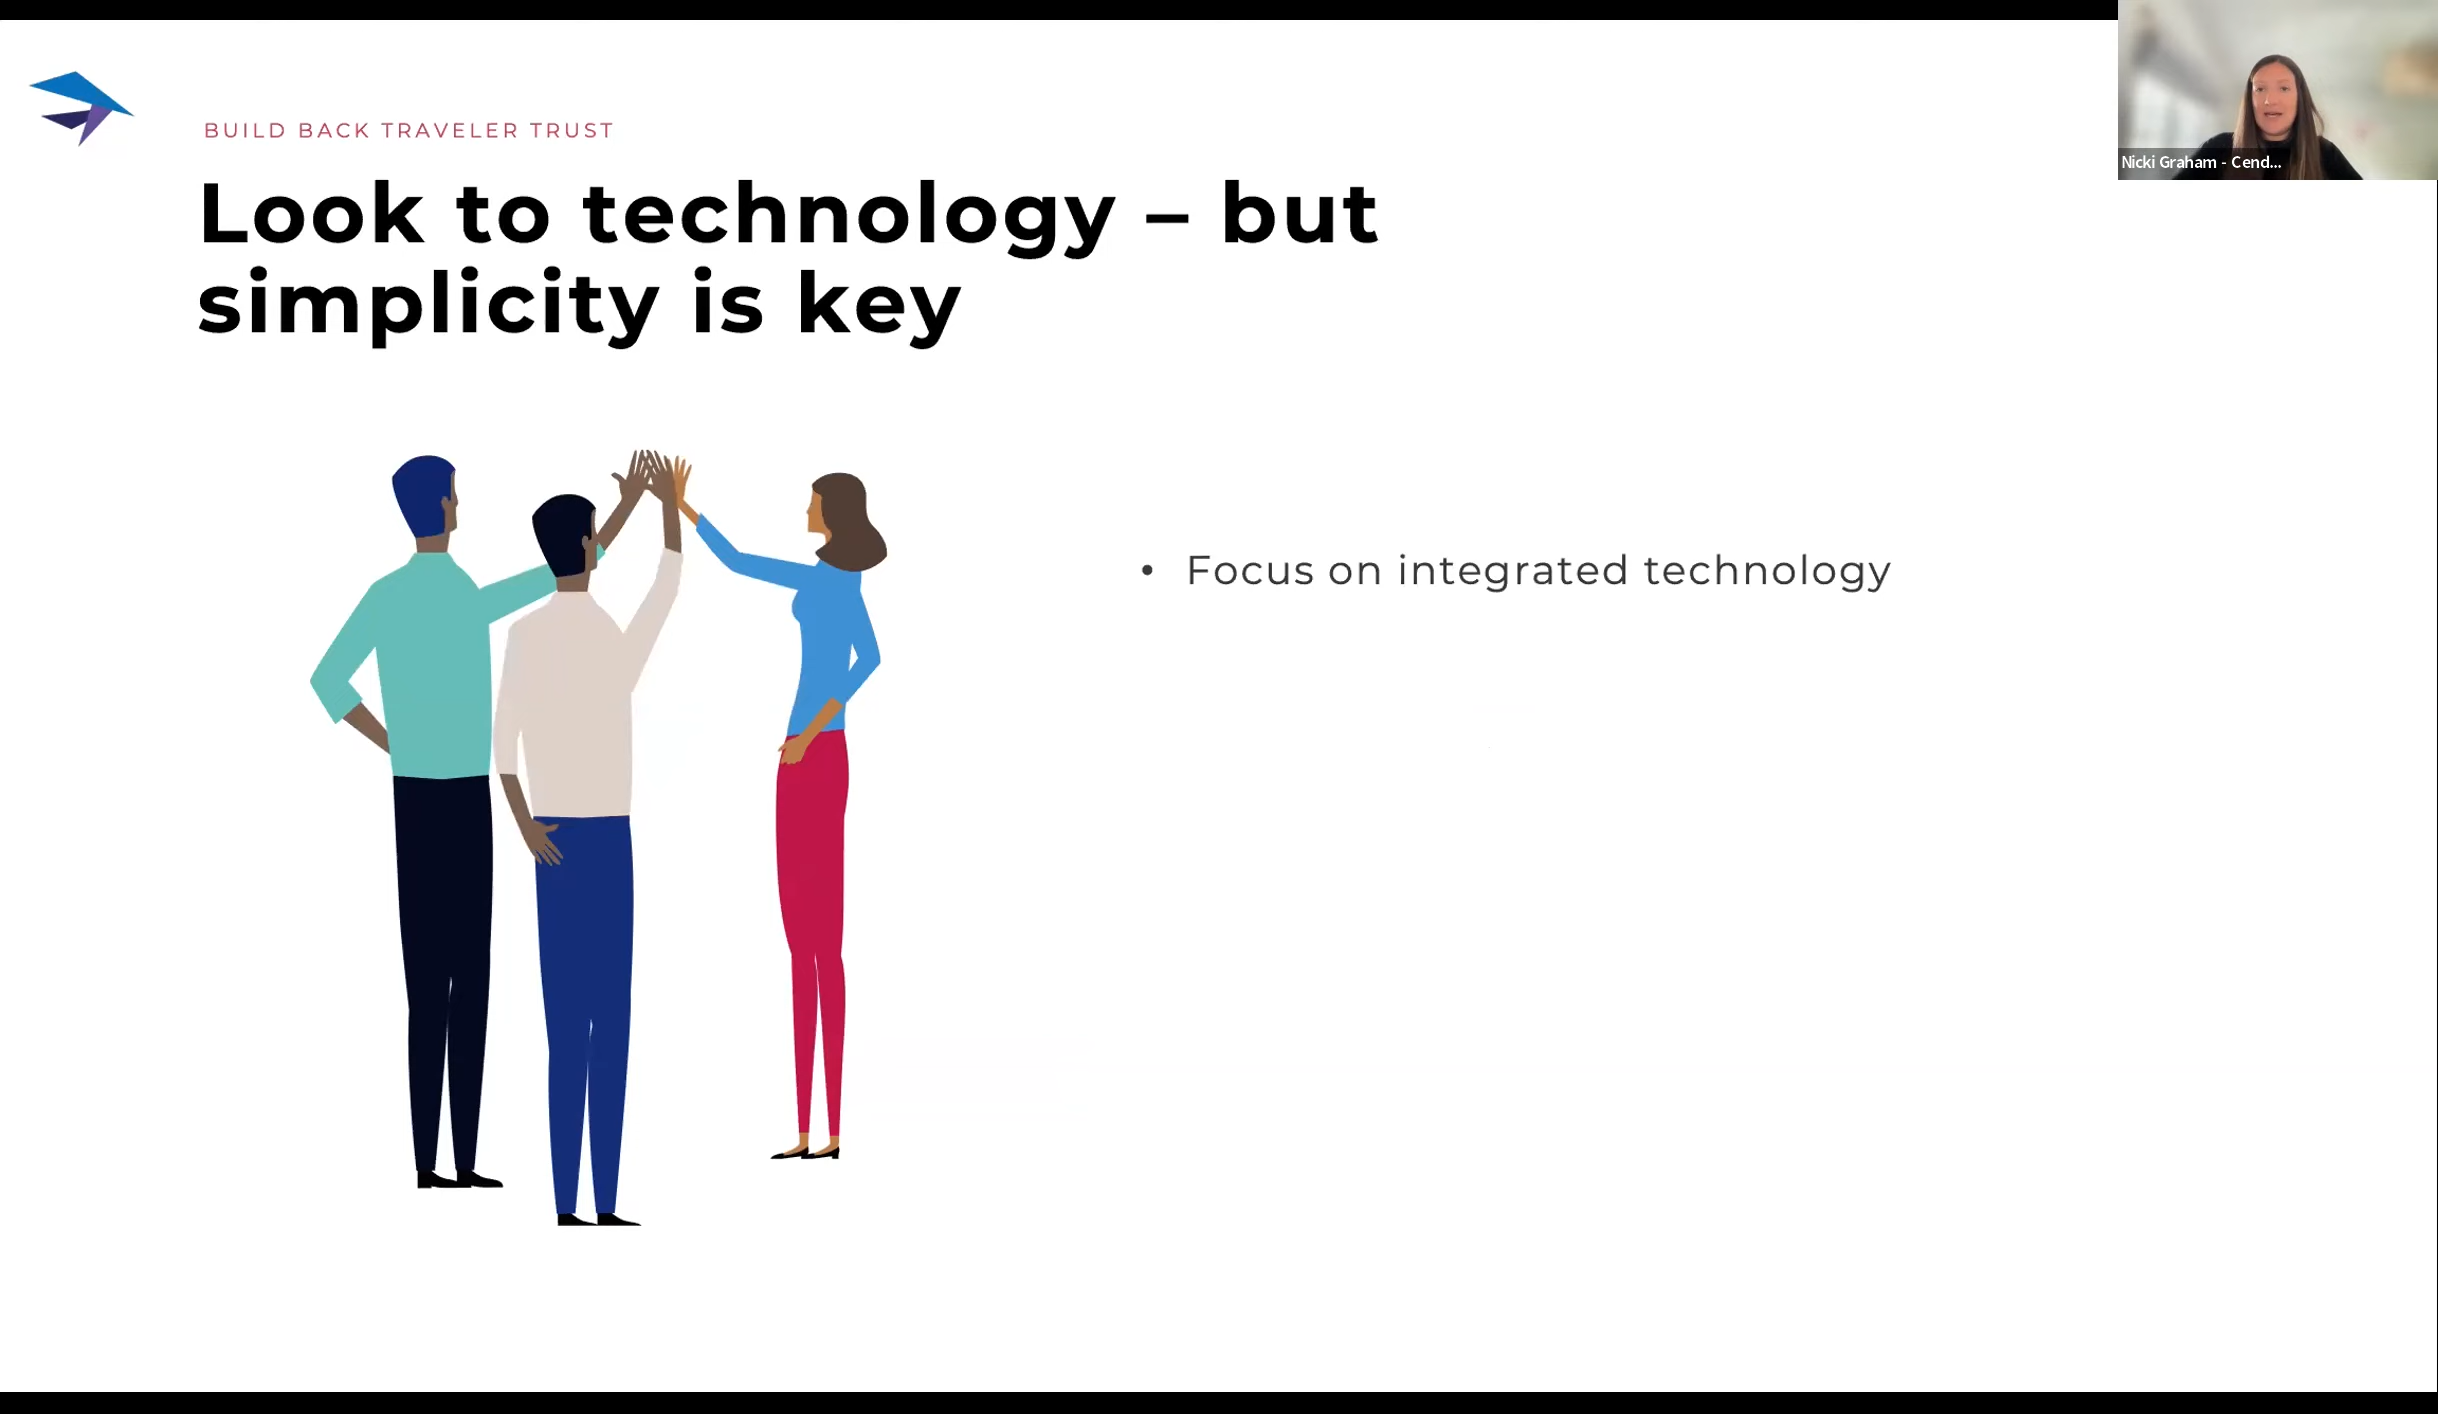 BUILD BACK TRAVELER TRUST
Look to technology – but
simplicity is key
• Focus on integrated technology
Nicki Graham - Cend...